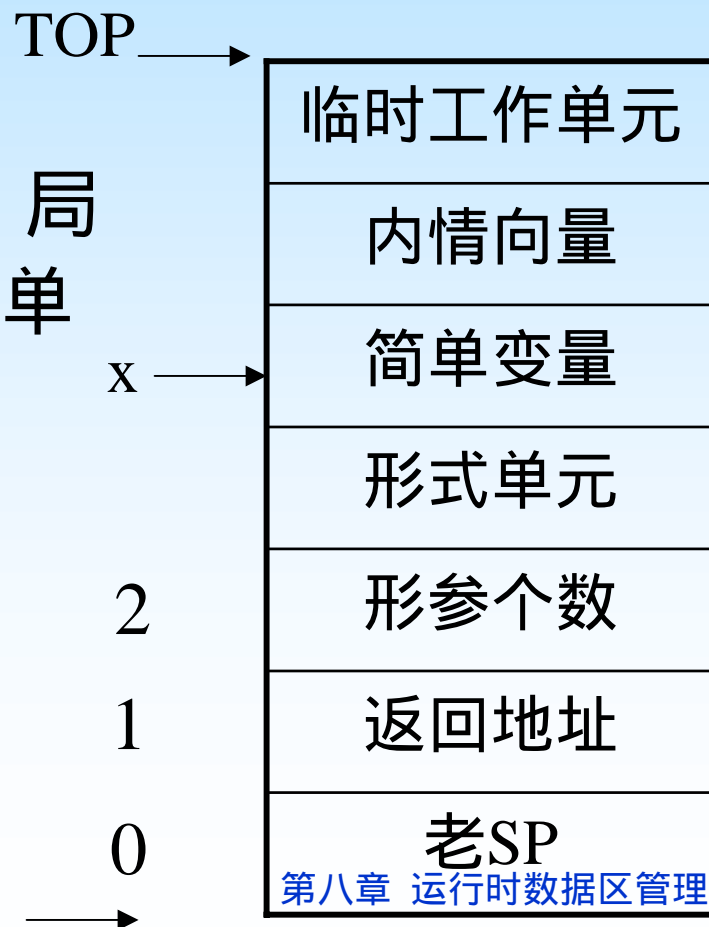 TOP
临时工作单元
局
内情向量
单
简单变量
x
形式单元
2
形参个数
1
返回地址
0
老SP
第八章 运行时数据区管理